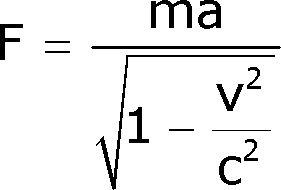 F = ma / √(1 − v²/c²)